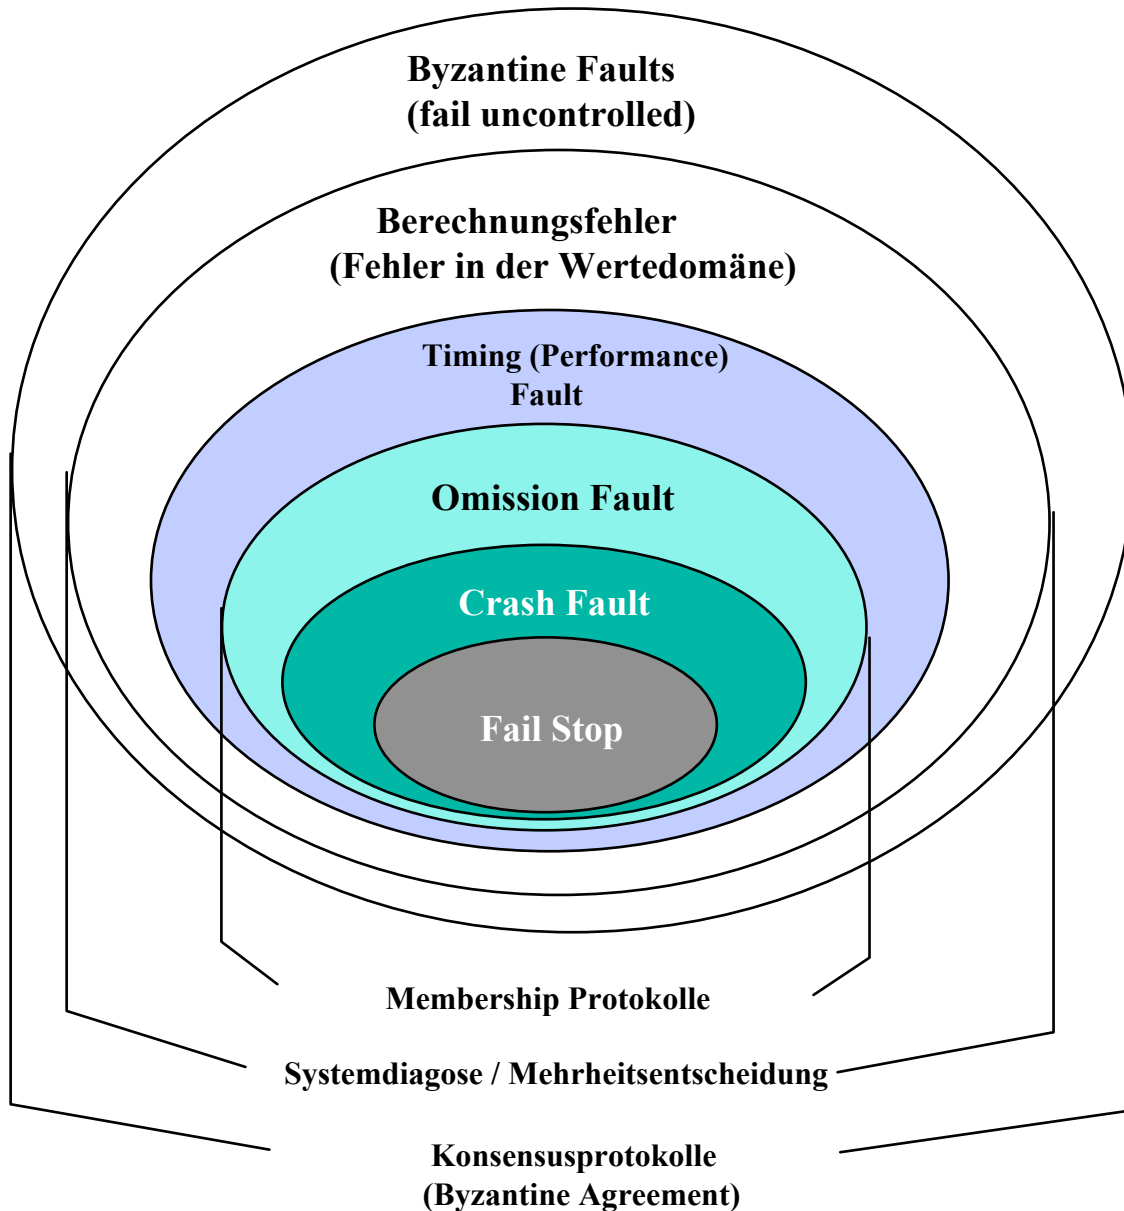 Byzantine Faults
(fail uncontrolled)
Berechnungsfehler
(Fehler in der Wertedomäne)
Timing (Performance)
Fault
Omission Fault
Crash Fault
Fail Stop
Membership Protokolle
Systemdiagose / Mehrheitsentscheidung
Konsensusprotokolle
(Byzantine Agreement)